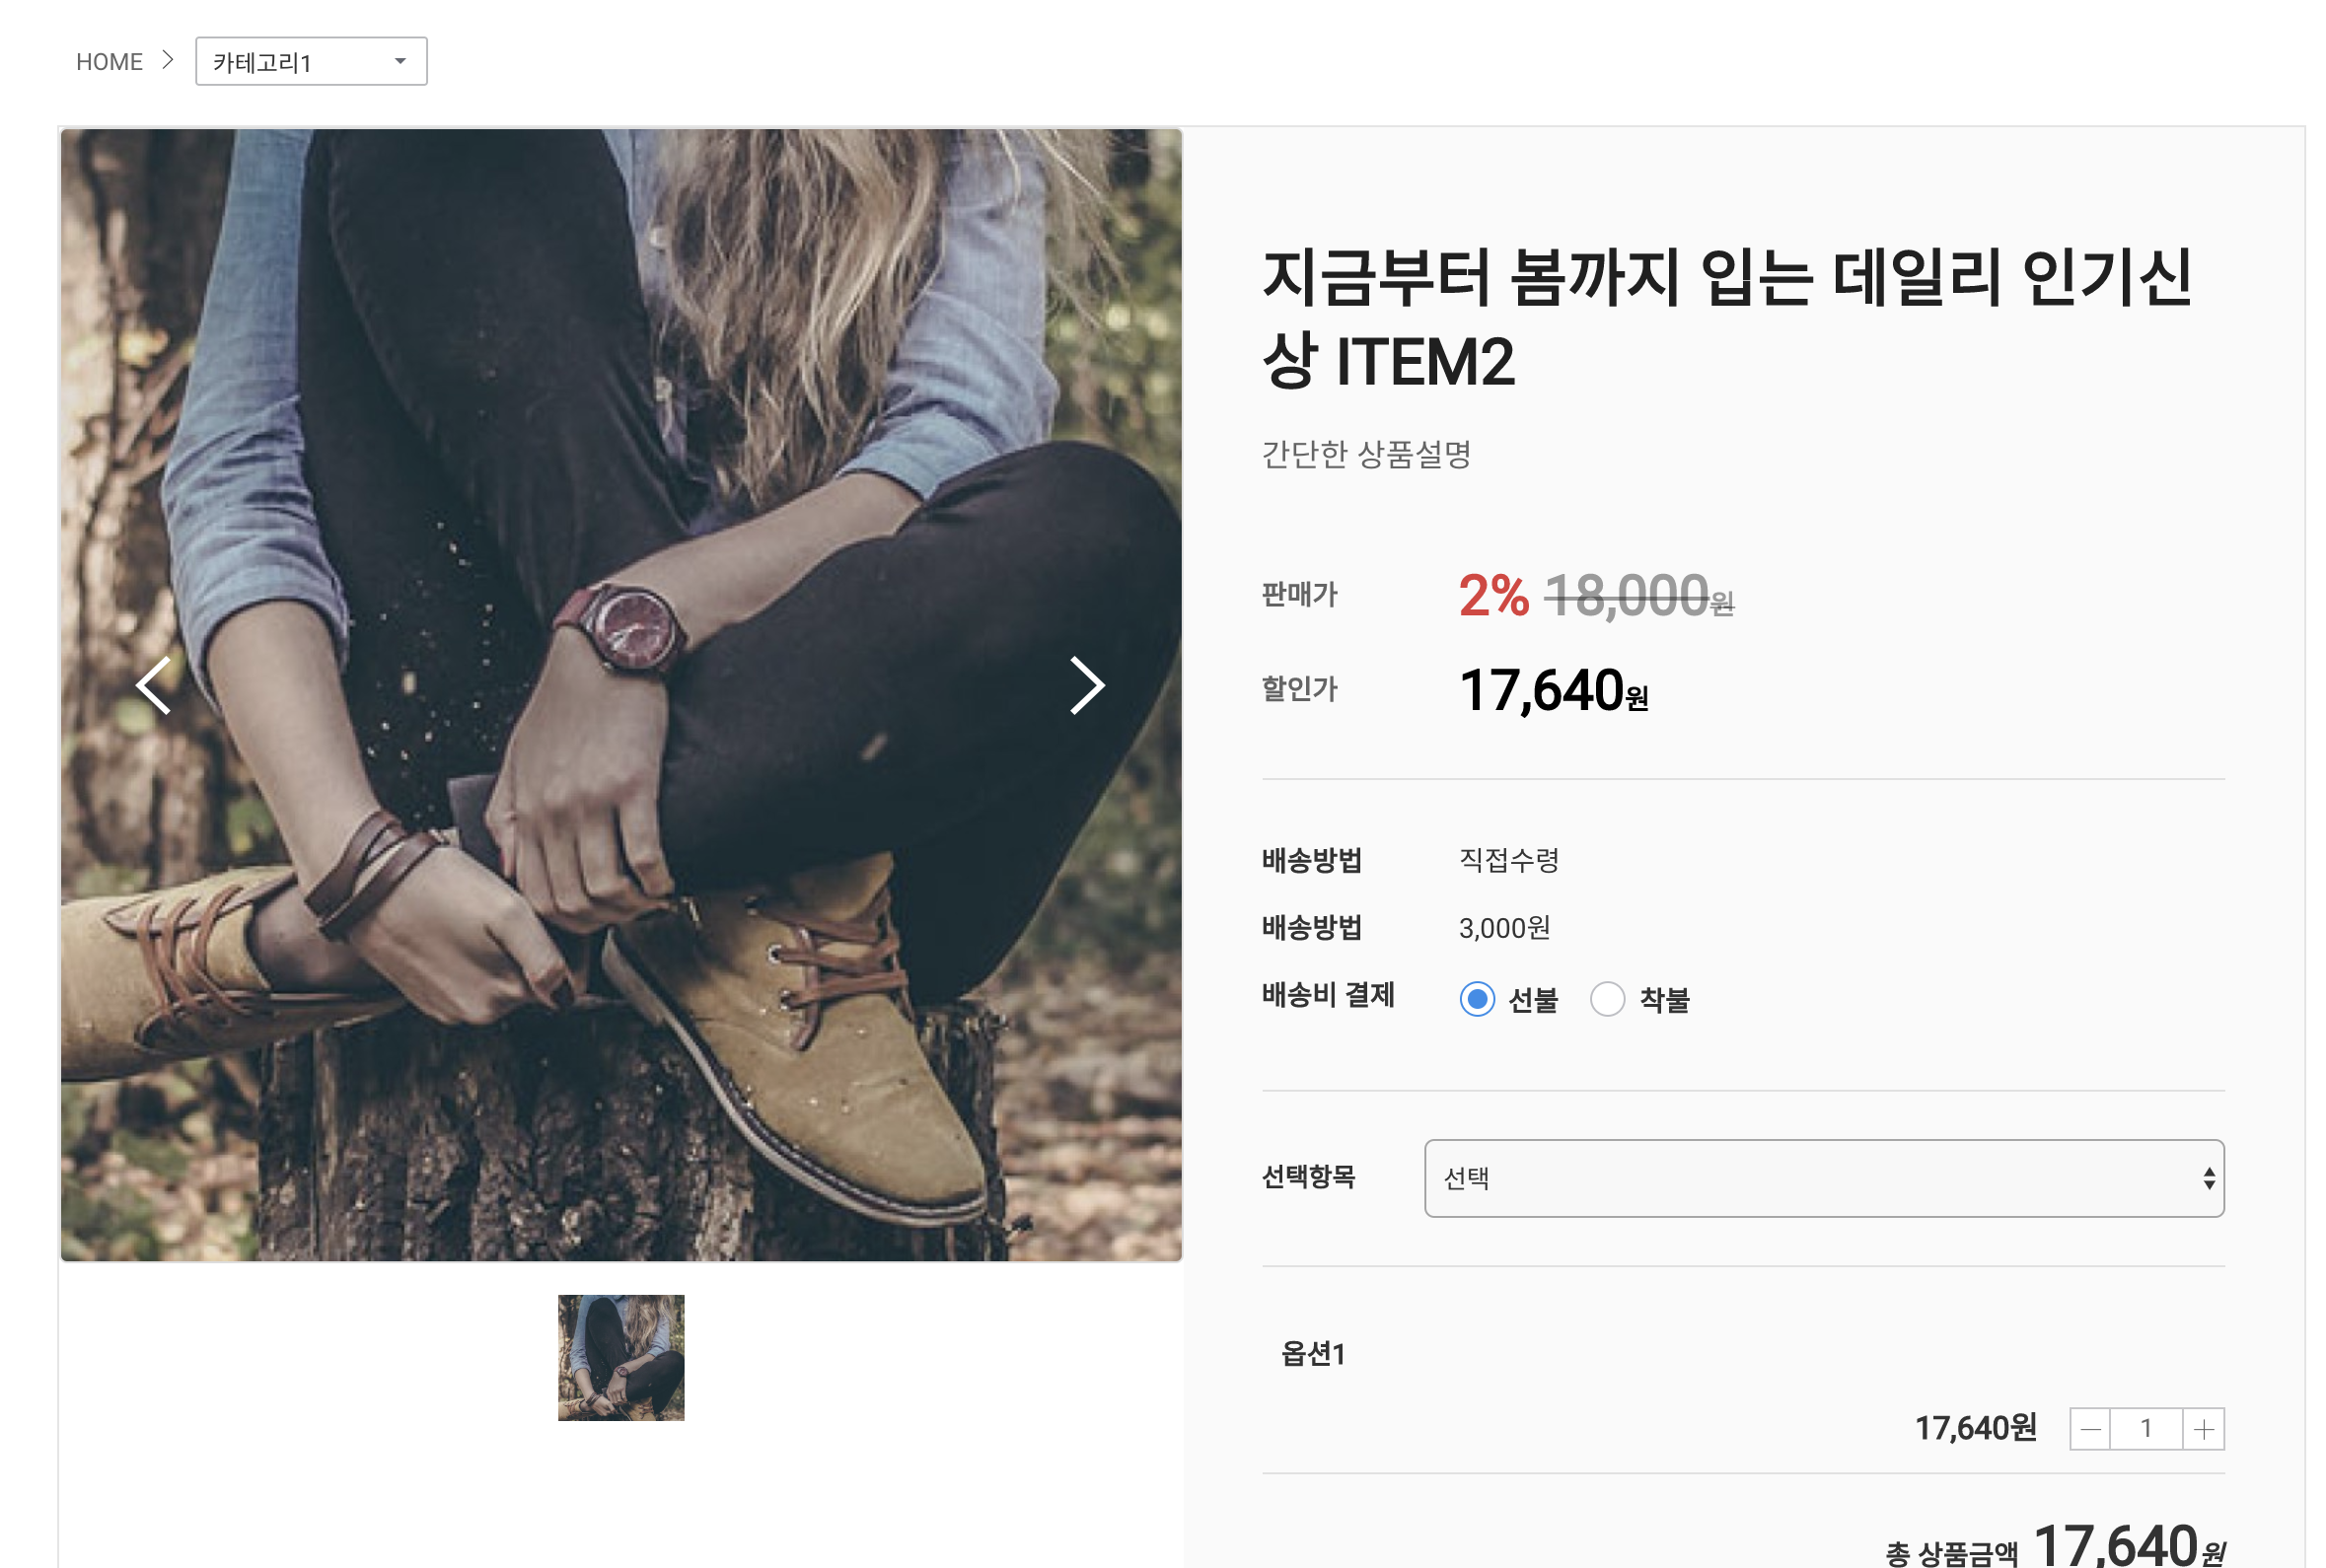 HOME > 카테고리1
지금부터 봄까지 입는 데일리 인기신
상 ITEM2
간단한 상품설명
판매가 2% 18,000원
할인가 17,640원
배송방법 직접수령
배송방법 3,000원
배송비 결제 선불 착불
선택항목 선택
옵션1
17,640원 1
총 상품금액 17,640원